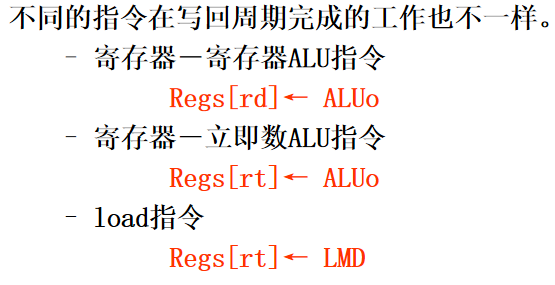 不同的指令在写回周期完成的工作也不一样。
- 寄存器－寄存器ALU指令
Regs[rd]← ALUo
- 寄存器－立即数ALU指令
Regs[rt]← ALUo
- load指令
Regs[rt]← LMD